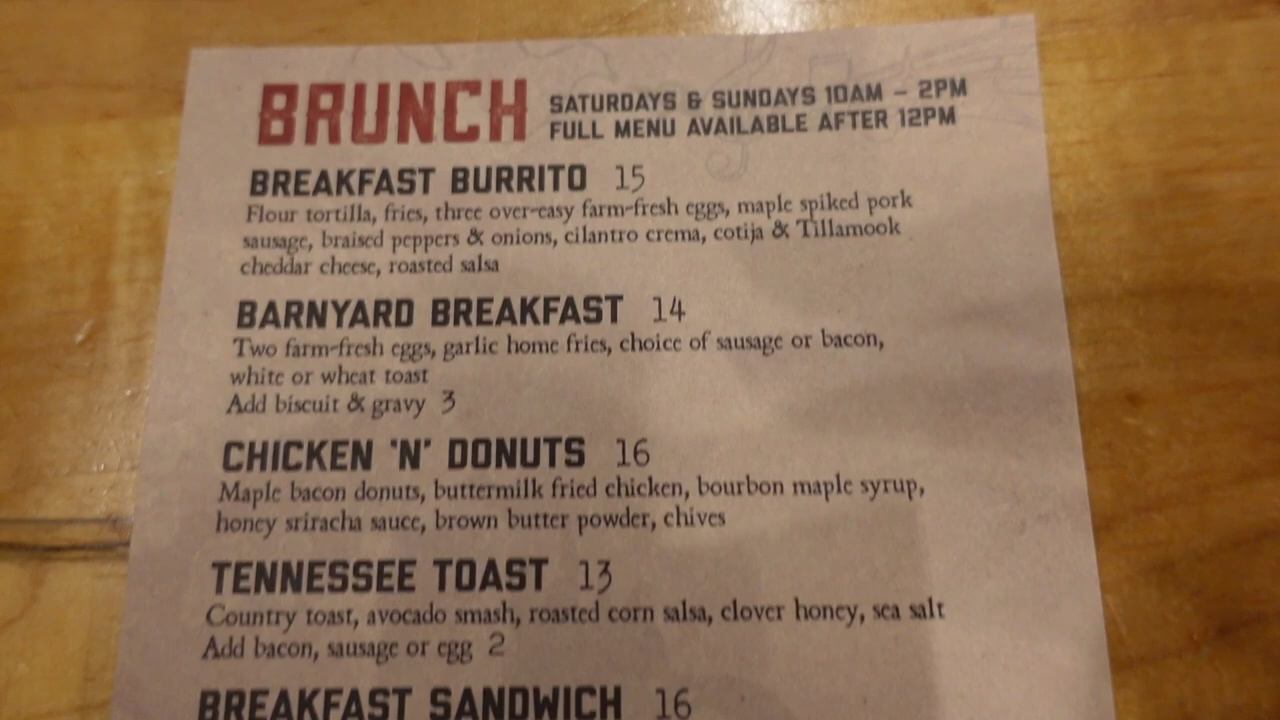 BRUNCH SATURDAYS & SUNDAYS 10AM – 2PM
FULL MENU AVAILABLE AFTER 12PM
BREAKFAST BURRITO 15
Flour tortilla, fries, three over-easy farm-fresh eggs, maple spiked pork
sausage, braised peppers & onions, cilantro crema, cotija & Tillamook
cheddar cheese, roasted salsa
BARNYARD BREAKFAST 14
Two farm-fresh eggs, garlic home fries, choice of sausage or bacon,
white or wheat toast
Add biscuit & gravy 3
CHICKEN 'N' DONUTS 16
Maple bacon donuts, buttermilk fried chicken, bourbon maple syrup,
honey sriracha sauce, brown butter powder, chives
TENNESSEE TOAST 13
Country toast, avocado smash, roasted corn salsa, clover honey, sea salt
Add bacon, sausage or egg 2
BREAKFAST SANDWICH 16